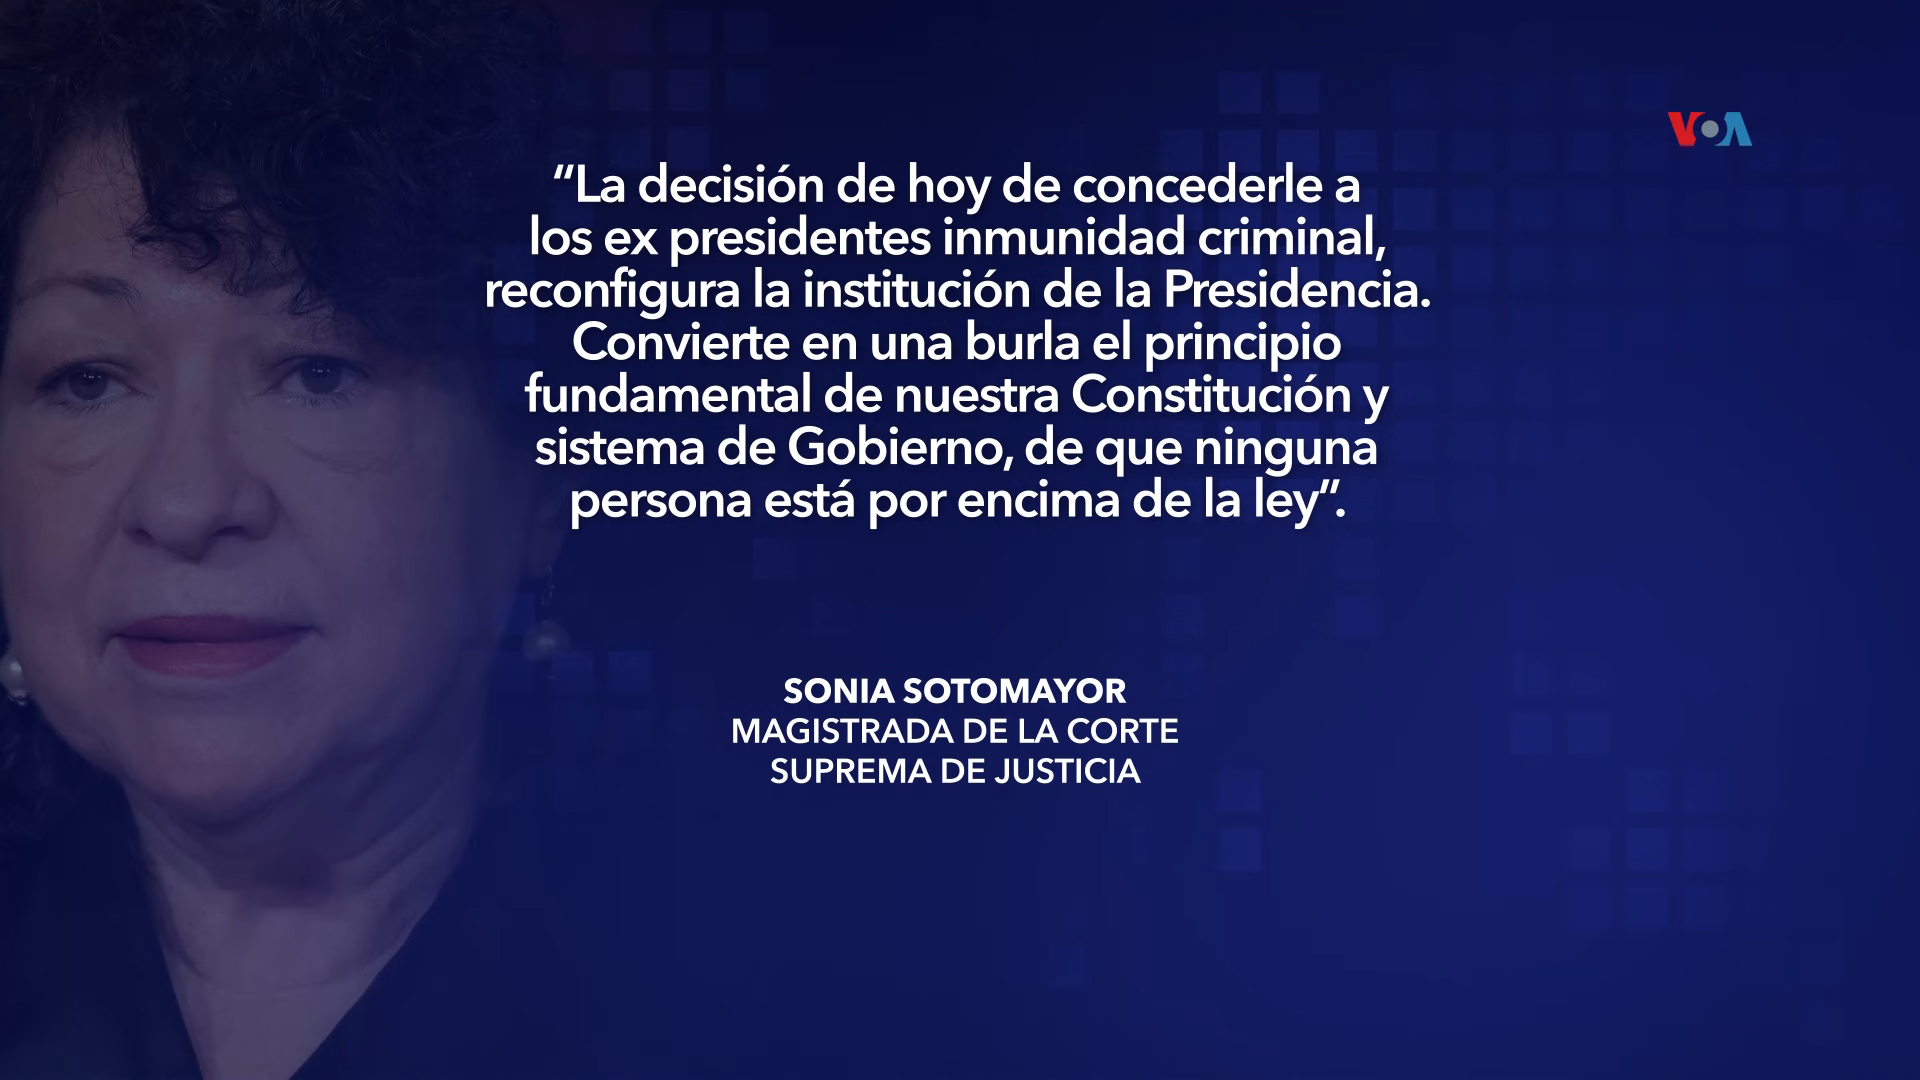 VOA
“La decisión de hoy de concederle a
los ex presidentes inmunidad criminal,
reconfigura la institución de la Presidencia.
Convierte en una burla el principio
fundamental de nuestra Constitución y
sistema de Gobierno, de que ninguna
persona está por encima de la ley”.
SONIA SOTOMAYOR
MAGISTRADA DE LA CORTE
SUPREMA DE JUSTICIA